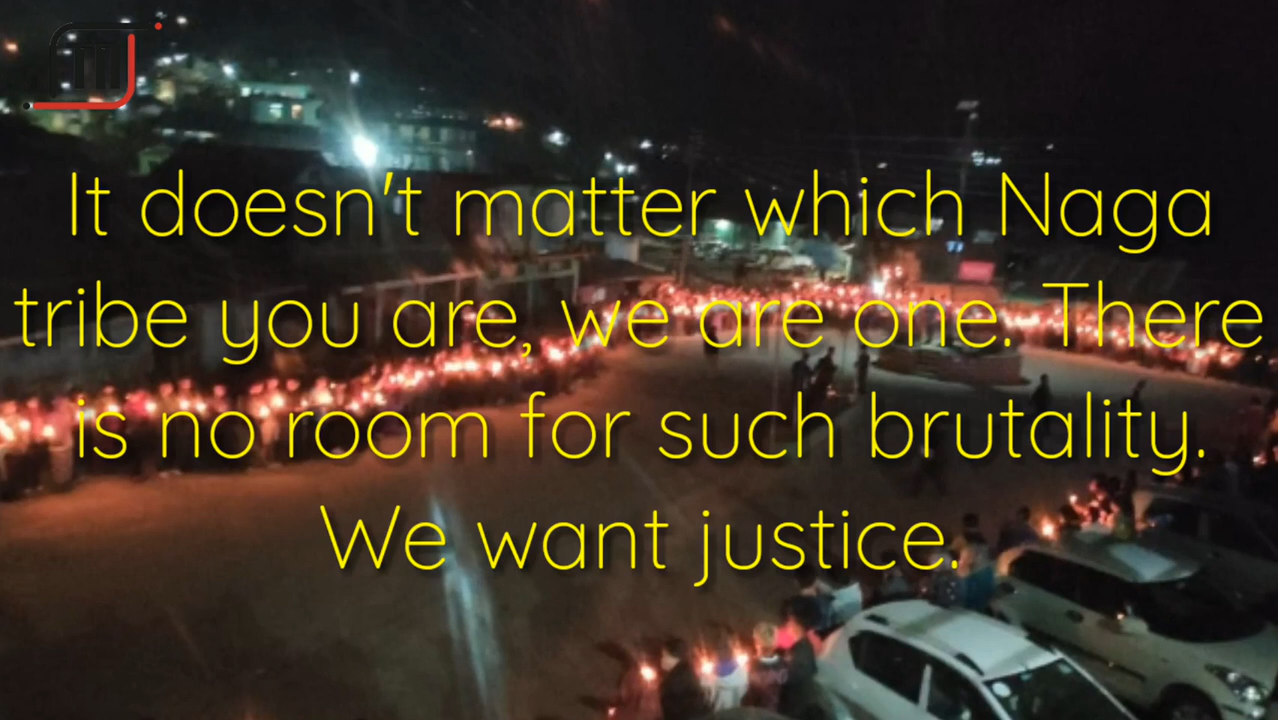 It doesn't matter which Naga
tribe you are, we are one. There
is no room for such brutality.
We want justice.